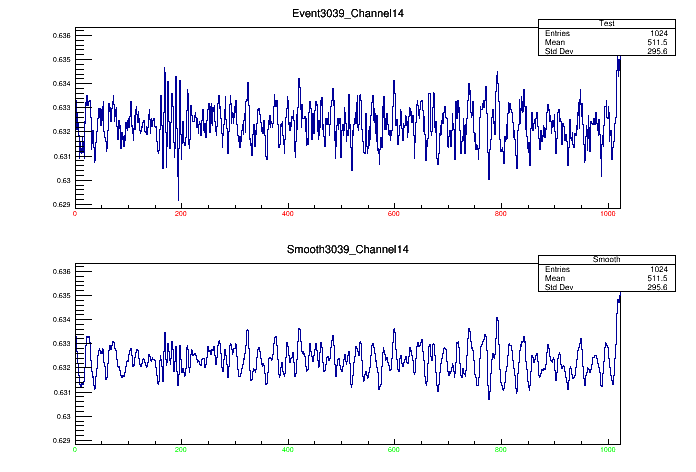 Event3039_Channel14
Test
Entries 1024
Mean 511.5
Std Dev 295.6
0.636
0.635
0.634
0.633
0.632
0.631
0.63
0.629
0 200 400 600 800 1000
Smooth3039_Channel14
Smooth
Entries 1024
Mean 511.5
Std Dev 295.6
0.636
0.635
0.634
0.633
0.632
0.631
0.63
0.629
0 200 400 600 800 1000